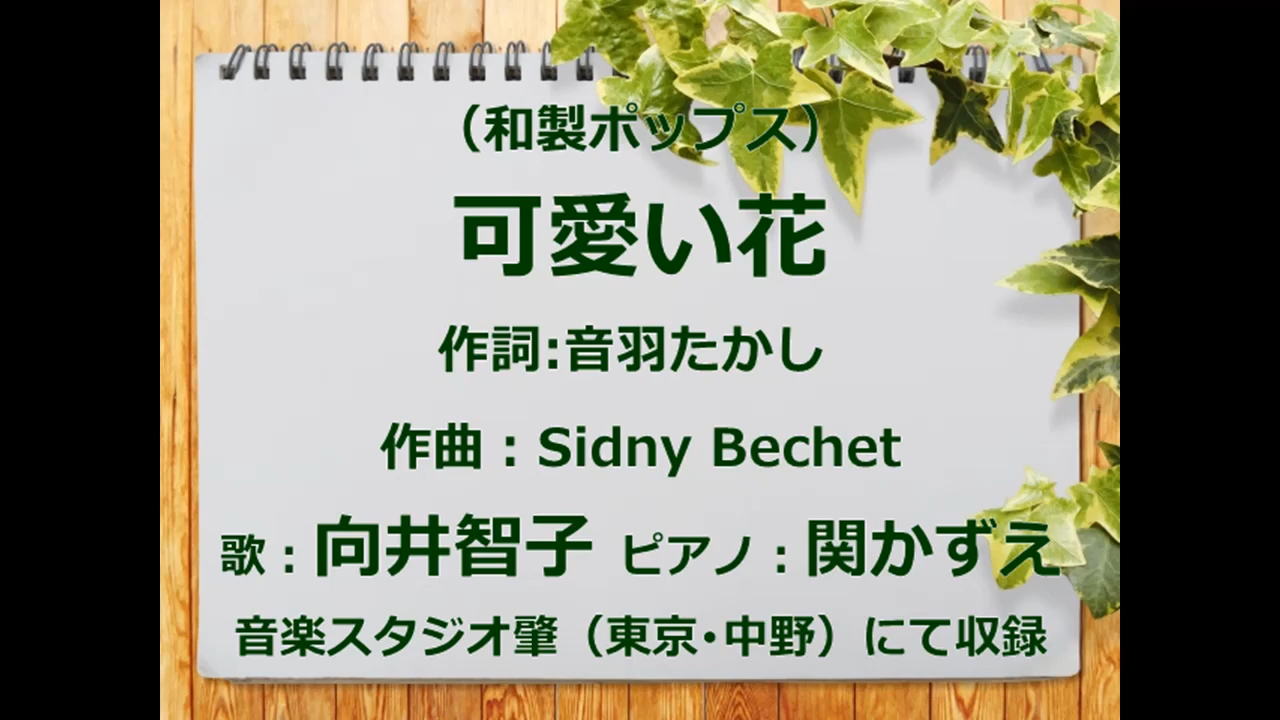 （和製ポップス）
可愛い花
作詞:音羽たかし
作曲：Sidny Bechet
歌：向井智子 ピアノ：関かずえ
音楽スタジオ肇（東京・中野）にて収録